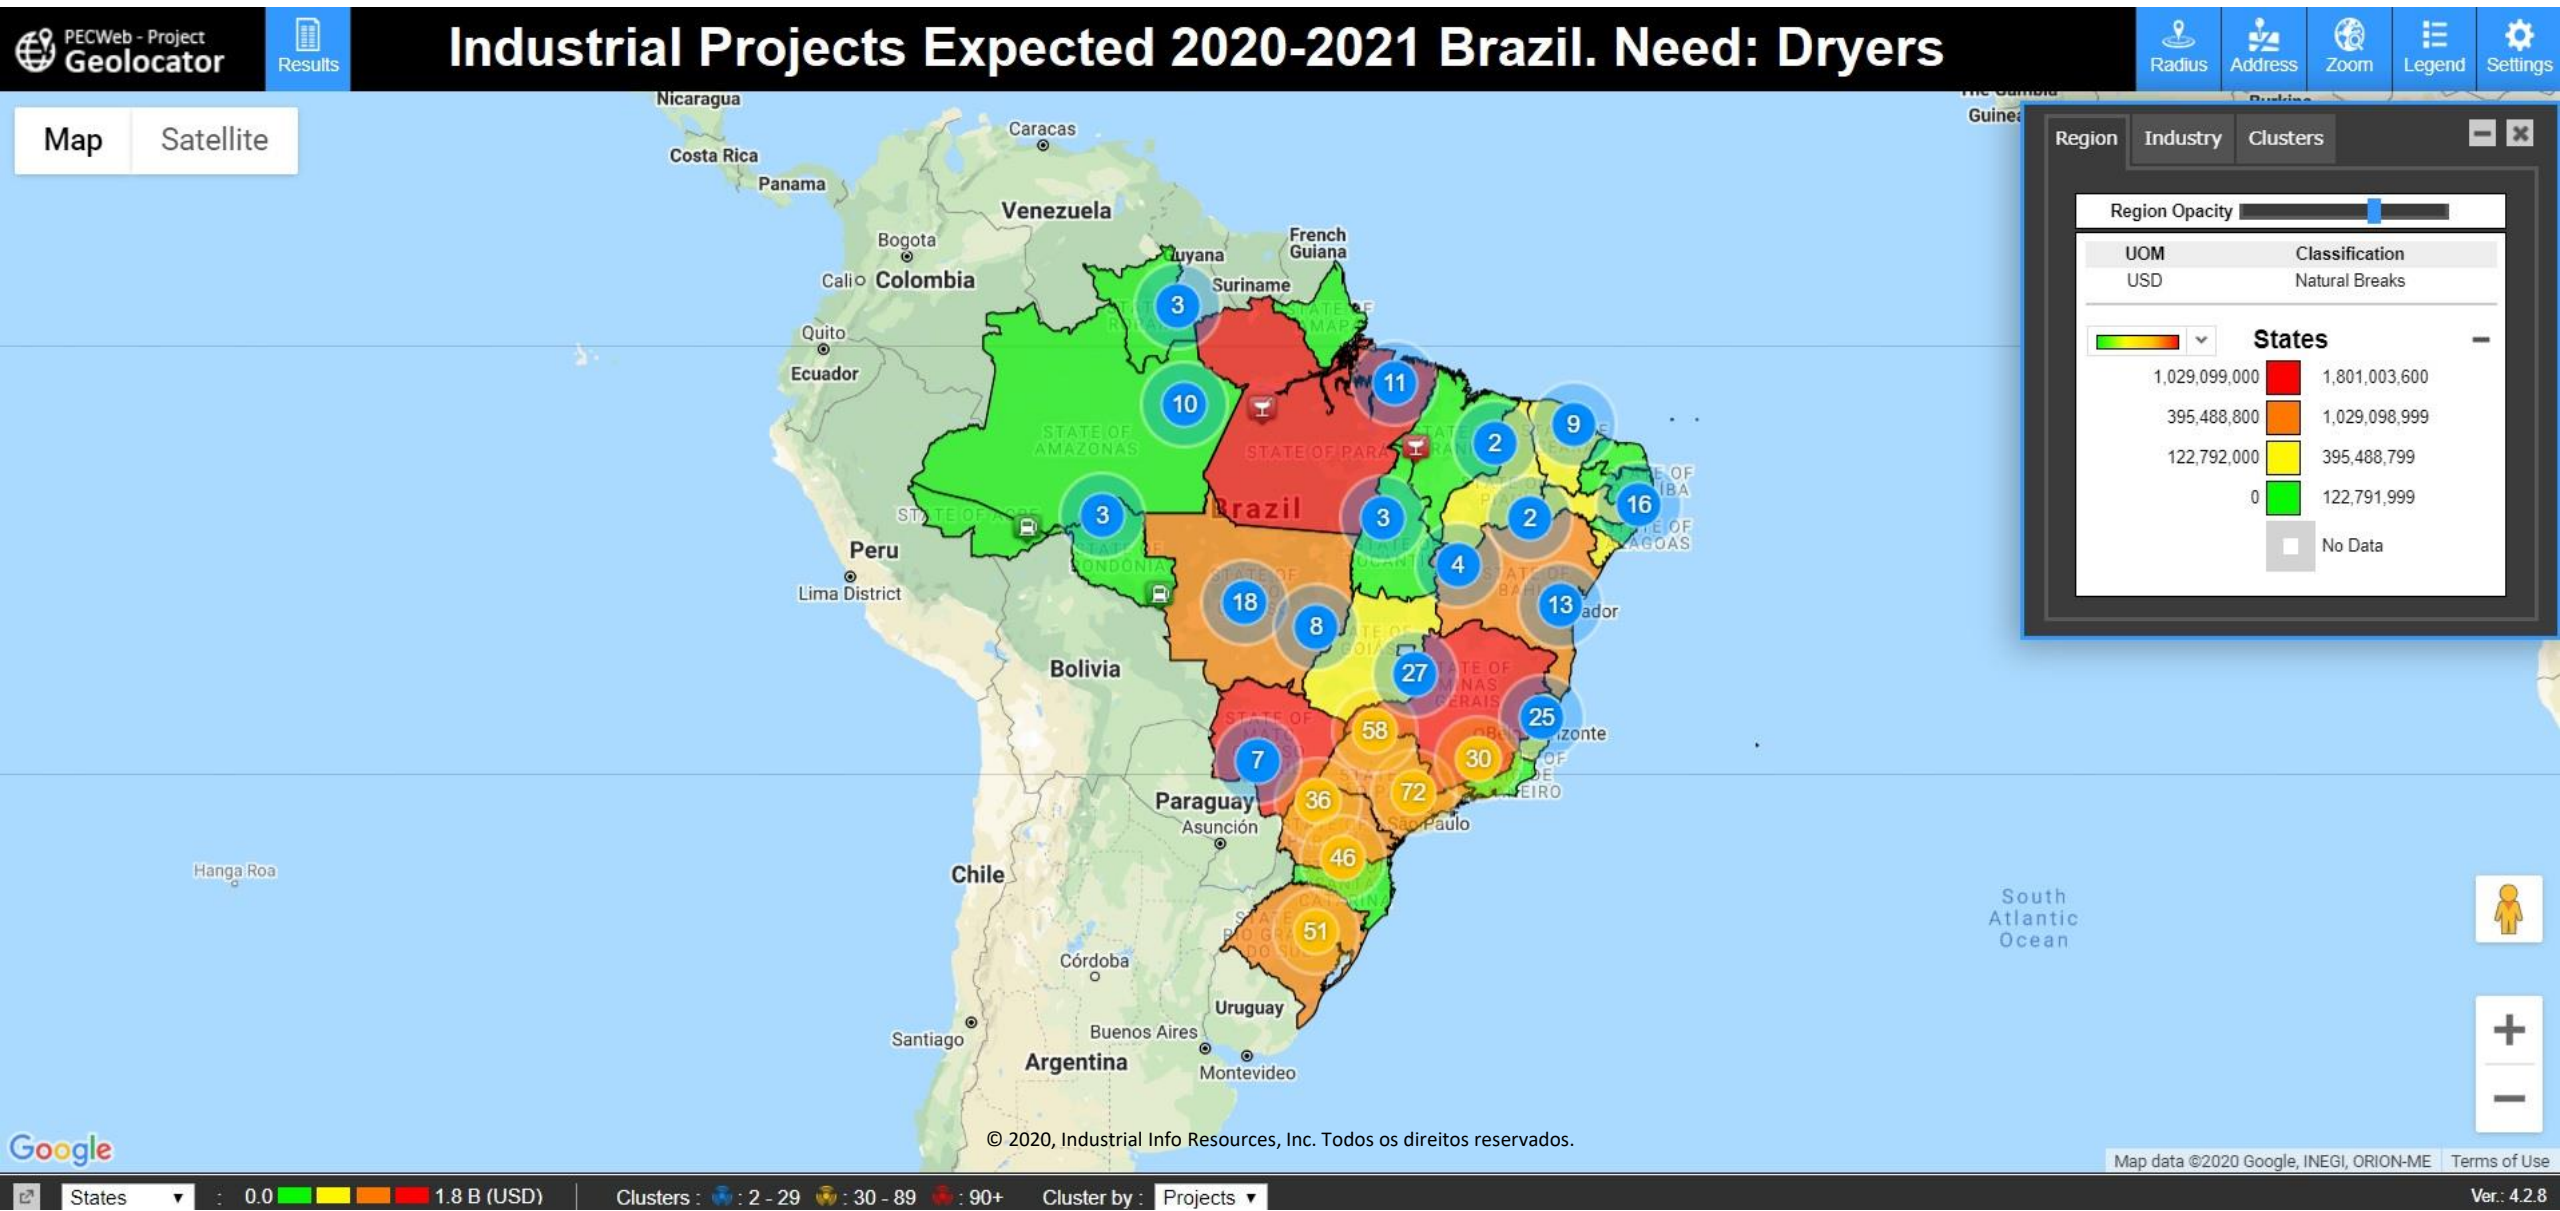 PECWeb - Project
Geolocator
Results
Industrial Projects Expected 2020-2021 Brazil. Need: Dryers
Radius
Address
Zoom
Legend
Settings
Map
Satellite
Nicaragua
Costa Rica
Panama
Caracas
Venezuela
Bogota
Cali
Colombia
French
Guiana
Suriname
Quito
Ecuador
STATE OF
AMAZONAS
STATE OF PARA
Brazil
Peru
Lima District
Bolivia
STATE OF
MINAS
GERAIS
Paraguay
Asunción
São Paulo
Chile
Hanga Roa
Córdoba
Uruguay
Santiago
Buenos Aires
Argentina
Montevideo
South
Atlantic
Ocean
3
10
11
9
2
3
3
2
16
4
18
8
13
27
25
58
30
7
36
72
46
51
Region
Industry
Clusters
Region Opacity
UOM Classification
USD Natural Breaks
States
1,029,099,000 1,801,003,600
395,488,800 1,029,098,999
122,792,000 395,488,799
0 122,791,999
No Data
© 2020, Industrial Info Resources, Inc. Todos os direitos reservados.
Google
Map data ©2020 Google, INEGI, ORION-ME Terms of Use
States : 0.0 1.8 B (USD) Clusters : : 2 - 29 : 30 - 89 : 90+ Cluster by : Projects
Ver.: 4.2.8